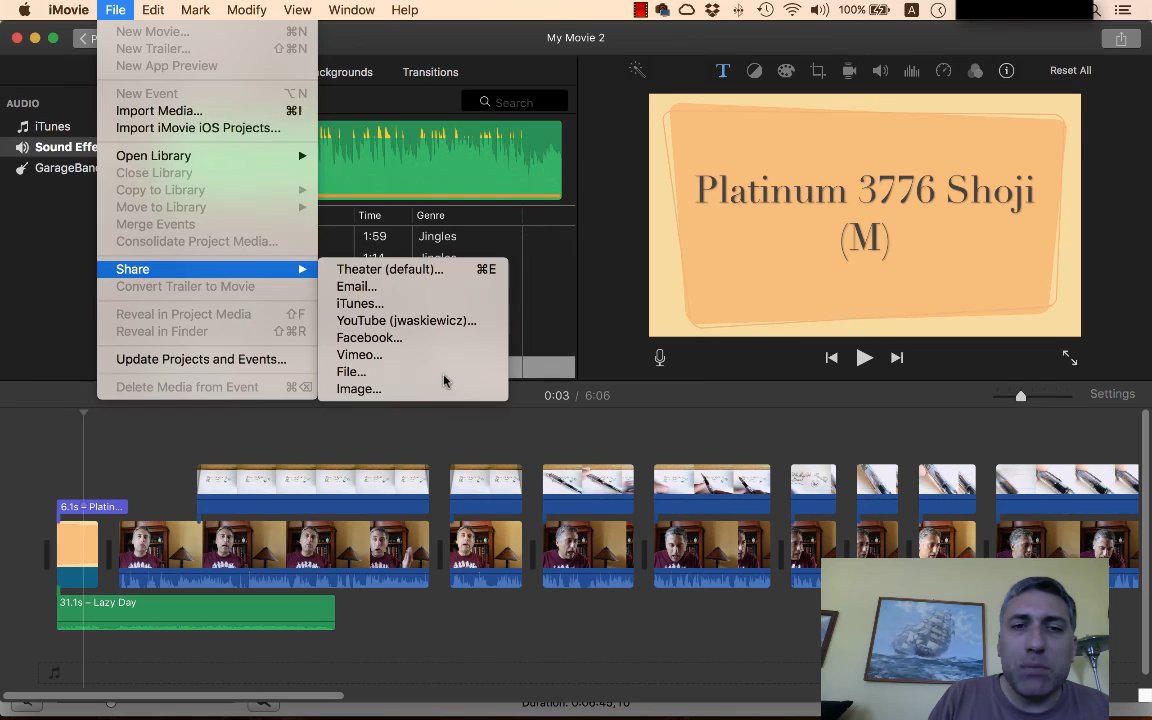 iMovie File Edit Mark Modify View Window Help 100% A
My Movie 2
New Movie... ⌘N
New Trailer... ⇧⌘N
New App Preview
New Event ⌥N
Import Media... ⌘I
Import iMovie iOS Projects...
Open Library
Close Library
Copy to Library
Move to Library
Merge Events
Consolidate Project Media...
Share
Convert Trailer to Movie
Reveal in Project Media ⇧F
Reveal in Finder ⇧⌘R
Update Projects and Events...
Delete Media from Event ⌘⌫
Theater (default)... ⌘E
Email...
iTunes...
YouTube (jwaskiewicz)...
Facebook...
Vimeo...
File...
Image...
Transitions
Search
AUDIO
iTunes
Sound Effe
GarageBan
Time Genre
1:59 Jingles
T Reset All
Platinum 3776 Shoji
(M)
0:03 / 6:06
Settings
6.1s – Platin...
31.1s – Lazy Day